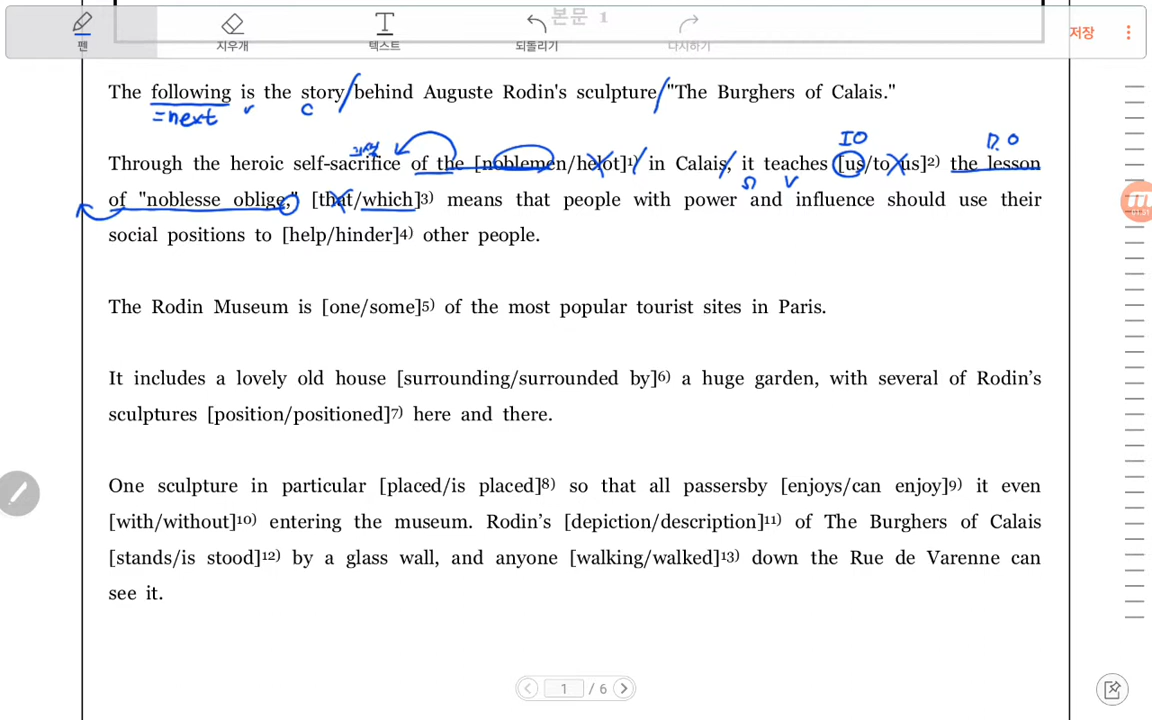 본문 1
펜 지우개 텍스트 되돌리기 다시하기 저장
The following is the story/behind Auguste Rodin's sculpture/"The Burghers of Calais."
=next v c
IO D.O
Through the heroic self-sacrifice of the [noblemen/helot]1)/ in Calais/, it teaches [us/to us]2) the lesson
S V
of "noblesse oblige," [that/which]3) means that people with power and influence should use their
social positions to [help/hinder]4) other people.
The Rodin Museum is [one/some]5) of the most popular tourist sites in Paris.
It includes a lovely old house [surrounding/surrounded by]6) a huge garden, with several of Rodin’s
sculptures [position/positioned]7) here and there.
One sculpture in particular [placed/is placed]8) so that all passersby [enjoys/can enjoy]9) it even
[with/without]10) entering the museum. Rodin’s [depiction/description]11) of The Burghers of Calais
[stands/is stood]12) by a glass wall, and anyone [walking/walked]13) down the Rue de Varenne can
see it.
1 / 6